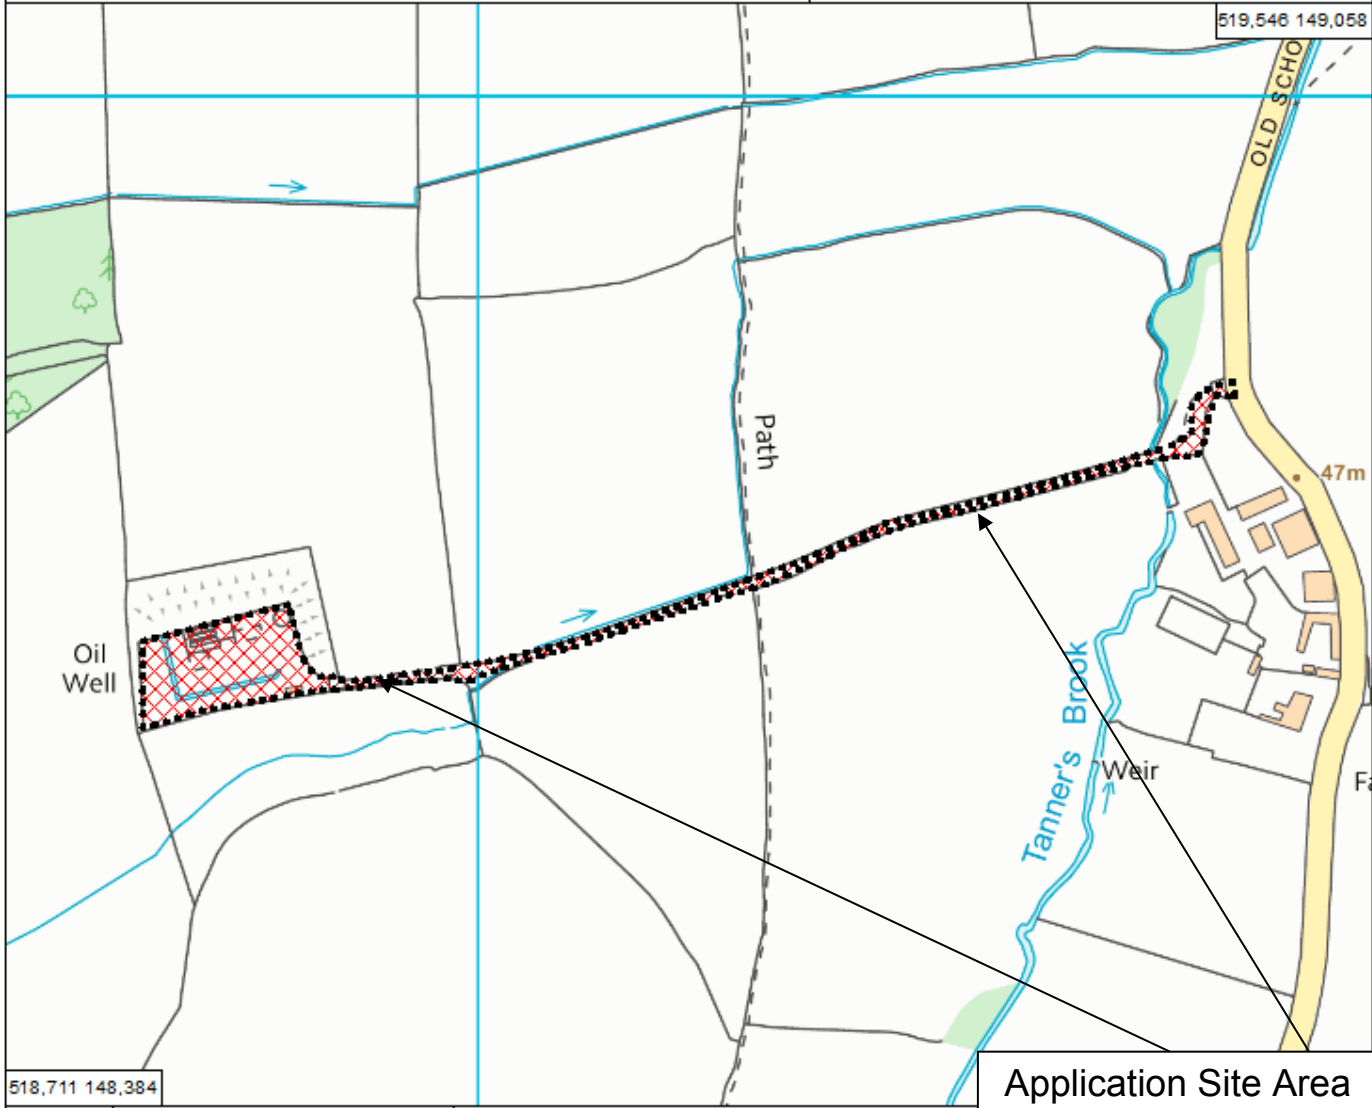 519,546 149,058
OLD SCHO
Path
47m
Oil
Well
Tanner's Brook
Weir
Fa
518,711 148,384
Application Site Area